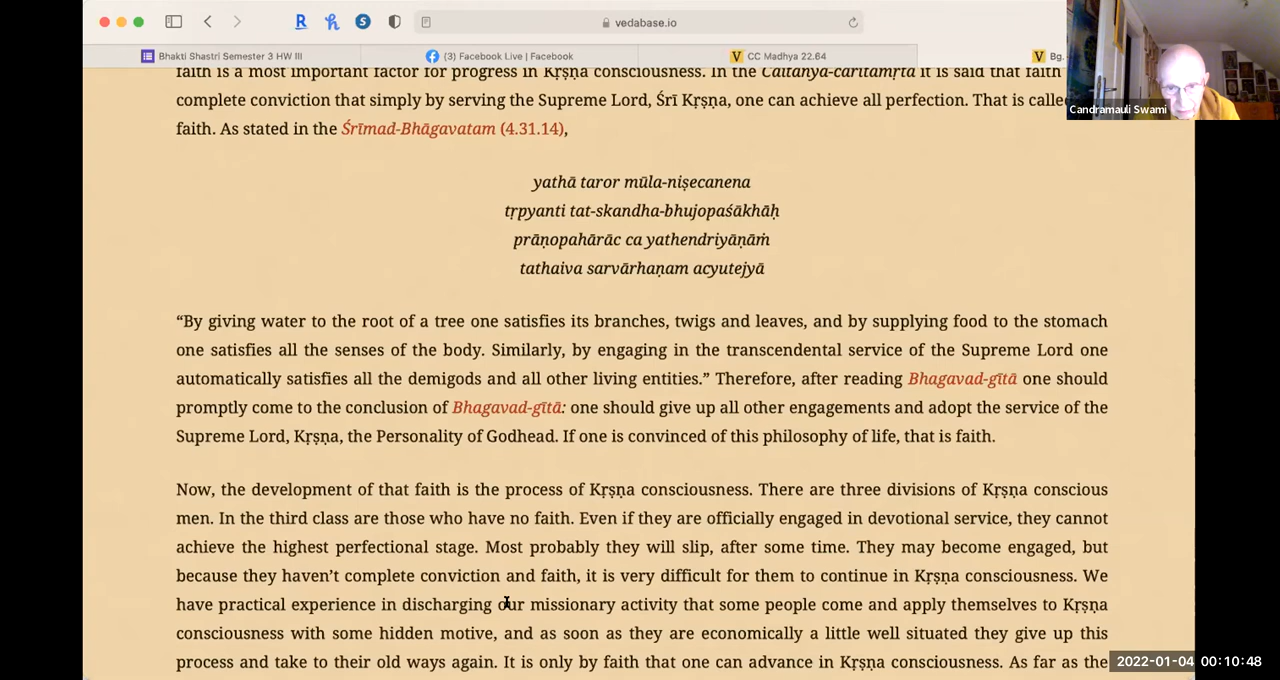 vedabase.io
Bhakti Shastri Semester 3 HW III
(3) Facebook Live | Facebook
CC Madhya 22.64
Bg.
faith is a most important factor for progress in Kṛṣṇa consciousness. In the Caitanya-caritāmṛta it is said that faith
complete conviction that simply by serving the Supreme Lord, Śrī Kṛṣṇa, one can achieve all perfection. That is calle
faith. As stated in the Śrīmad-Bhāgavatam (4.31.14),
yathā taror mūla-niṣecanena
tṛpyanti tat-skandha-bhujopaśākhāḥ
prāṇopahārāc ca yathendriyāṇāṁ
tathaiva sarvārhaṇam acyutejyā
“By giving water to the root of a tree one satisfies its branches, twigs and leaves, and by supplying food to the stomach
one satisfies all the senses of the body. Similarly, by engaging in the transcendental service of the Supreme Lord one
automatically satisfies all the demigods and all other living entities.” Therefore, after reading Bhagavad-gītā one should
promptly come to the conclusion of Bhagavad-gītā: one should give up all other engagements and adopt the service of the
Supreme Lord, Kṛṣṇa, the Personality of Godhead. If one is convinced of this philosophy of life, that is faith.
Now, the development of that faith is the process of Kṛṣṇa consciousness. There are three divisions of Kṛṣṇa conscious
men. In the third class are those who have no faith. Even if they are officially engaged in devotional service, they cannot
achieve the highest perfectional stage. Most probably they will slip, after some time. They may become engaged, but
because they haven’t complete conviction and faith, it is very difficult for them to continue in Kṛṣṇa consciousness. We
have practical experience in discharging our missionary activity that some people come and apply themselves to Kṛṣṇa
consciousness with some hidden motive, and as soon as they are economically a little well situated they give up this
process and take to their old ways again. It is only by faith that one can advance in Kṛṣṇa consciousness. As far as the
Candramauli Swami
2022-01-04 00:10:48